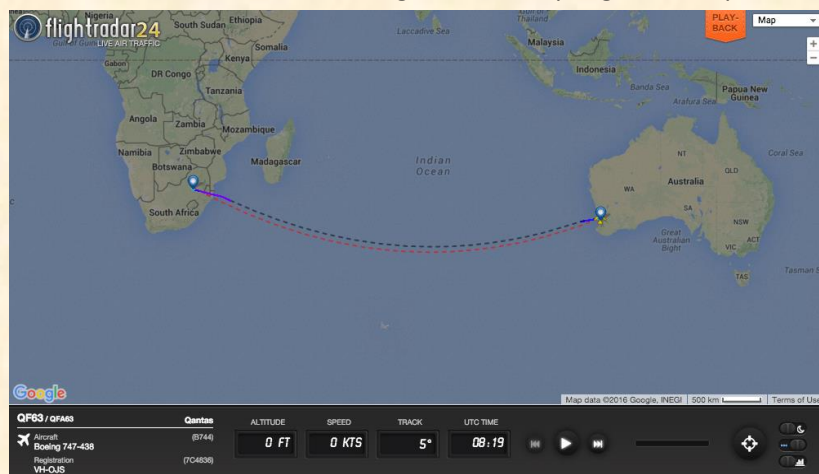 flightradar24
LIVE AIR TRAFFIC
PLAY-
BACK
Map
+
−
Nigeria
South Sudan
Ethiopia
Somalia
Gabon
Kenya
DR Congo
Tanzania
Angola
Zambia
Mozambique
Namibia
Zimbabwe
Botswana
Madagascar
South Africa
Laccadive Sea
Thailand
Malaysia
Indonesia
Banda Sea
Arafura Sea
Papua New
Guinea
Coral Sea
Indian
Ocean
NT
QLD
Australia
WA
SA
NSW
ACT
VIC
Great
Australian
Bight
TAS
Tasman
Google
Map data ©2016 Google, INEGI
500 km
Terms of Use
QF63 / QFA63
Qantas
Aircraft
(B744)
Boeing 747-438
Registration
(7C4836)
VH-OJS
ALTITUDE
SPEED
TRACK
UTC TIME
0 FT
0 KTS
5°
08:19